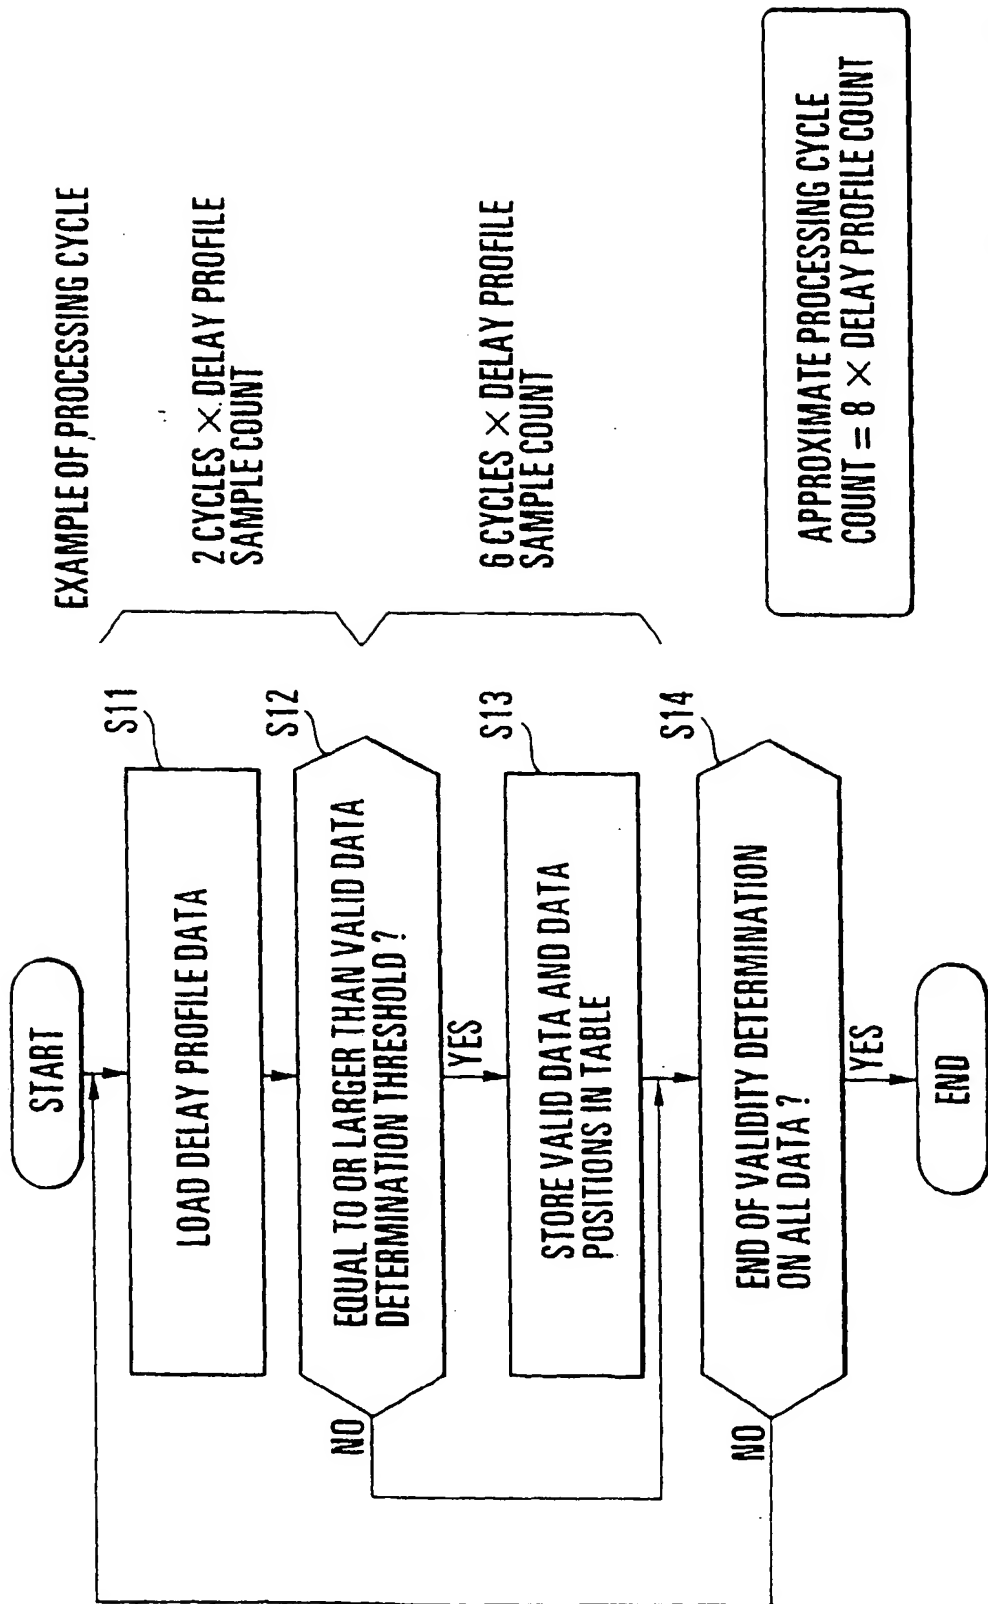 EXAMPLE OF PROCESSING CYCLE
START
S11
LOAD DELAY PROFILE DATA
2 CYCLES × DELAY PROFILE
SAMPLE COUNT
S12
EQUAL TO OR LARGER THAN VALID DATA
DETERMINATION THRESHOLD ?
NO
YES
S13
STORE VALID DATA AND DATA
POSITIONS IN TABLE
6 CYCLES × DELAY PROFILE
SAMPLE COUNT
S14
END OF VALIDITY DETERMINATION
ON ALL DATA ?
NO
YES
END
APPROXIMATE PROCESSING CYCLE
COUNT = 8 × DELAY PROFILE COUNT